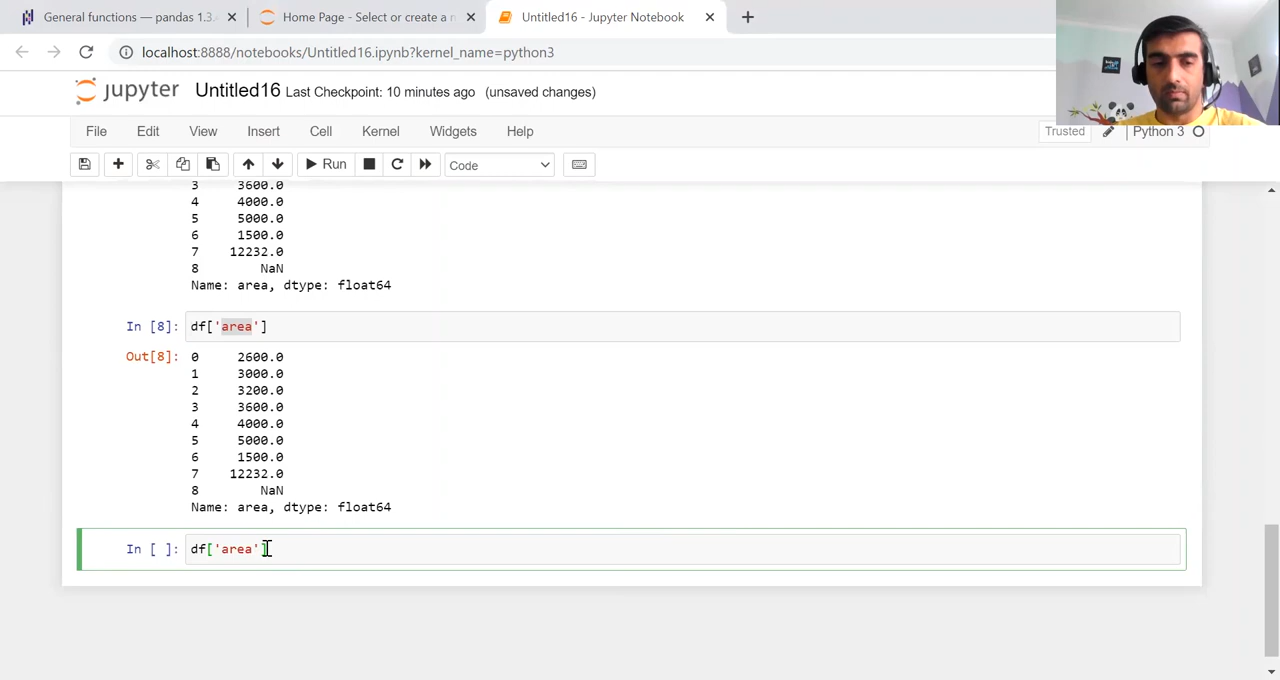 General functions — pandas 1.3.
Home Page - Select or create a n
Untitled16 - Jupyter Notebook
localhost:8888/notebooks/Untitled16.ipynb?kernel_name=python3
jupyter Untitled16 Last Checkpoint: 10 minutes ago (unsaved changes)
File Edit View Insert Cell Kernel Widgets Help Trusted Python 3
Run Code
3 3600.0
4 4000.0
5 5000.0
6 1500.0
7 12232.0
8 NaN
Name: area, dtype: float64
In [8]: df['area']
Out[8]: 0 2600.0
1 3000.0
2 3200.0
3 3600.0
4 4000.0
5 5000.0
6 1500.0
7 12232.0
8 NaN
Name: area, dtype: float64
In [ ]: df['area']